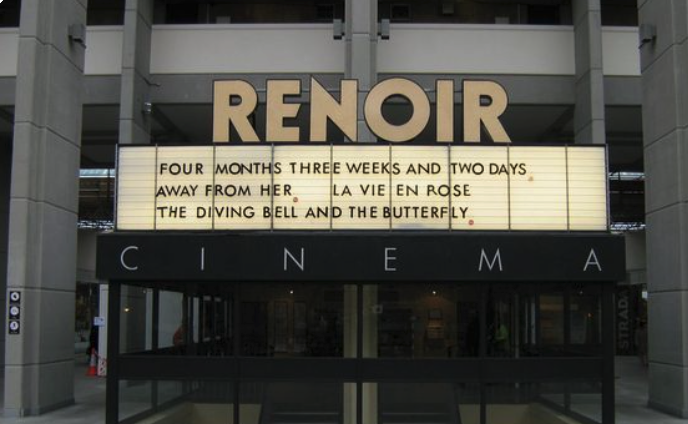 RENOIR
FOUR MONTHS THREE WEEKS AND TWO DAYS
AWAY FROM HER LA VIE EN ROSE
THE DIVING BELL AND THE BUTTERFLY
CINEMA
STRADA